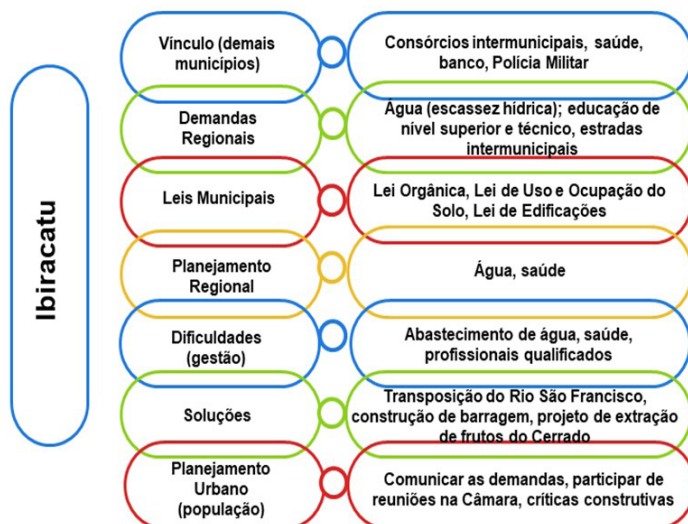 Ibiracatu
Vínculo (demais
municípios)
Consórcios intermunicipais, saúde,
banco, Polícia Militar
Demandas
Regionais
Água (escassez hídrica); educação de
nível superior e técnico, estradas
intermunicipais
Leis Municipais
Lei Orgânica, Lei de Uso e Ocupação do
Solo, Lei de Edificações
Planejamento
Regional
Água, saúde
Dificuldades
(gestão)
Abastecimento de água, saúde,
profissionais qualificados
Soluções
Transposição do Rio São Francisco,
construção de barragem, projeto de extração
de frutos do Cerrado
Planejamento
Urbano
(população)
Comunicar as demandas, participar de
reuniões na Câmara, críticas construtivas